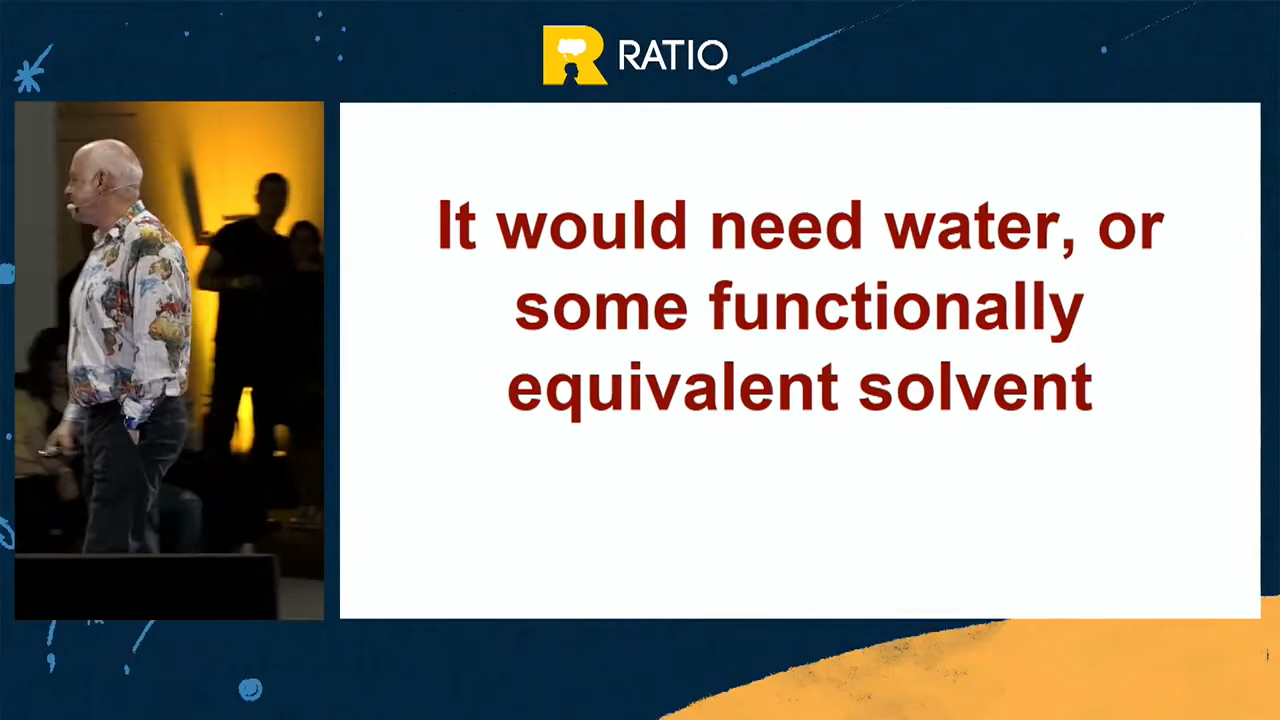 RATIO
It would need water, or
some functionally
equivalent solvent